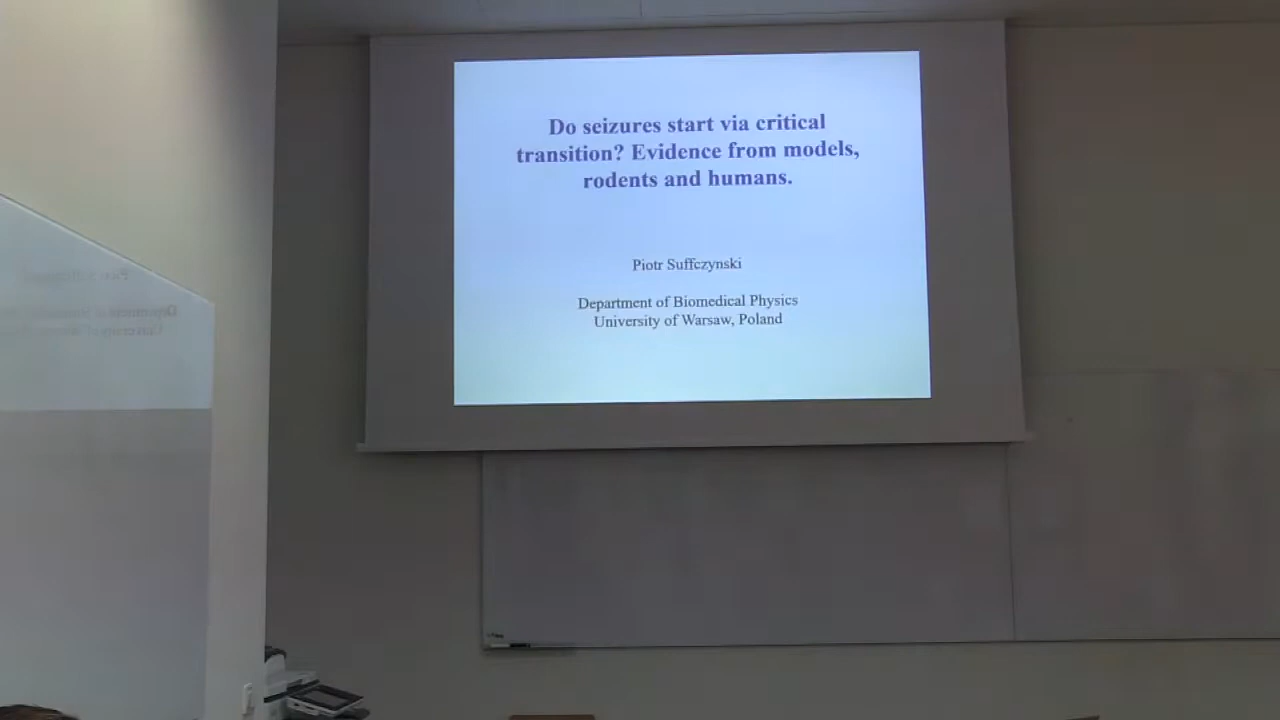 Do seizures start via critical
transition? Evidence from models,
rodents and humans.
Piotr Suffczynski
Department of Biomedical Physics
University of Warsaw, Poland